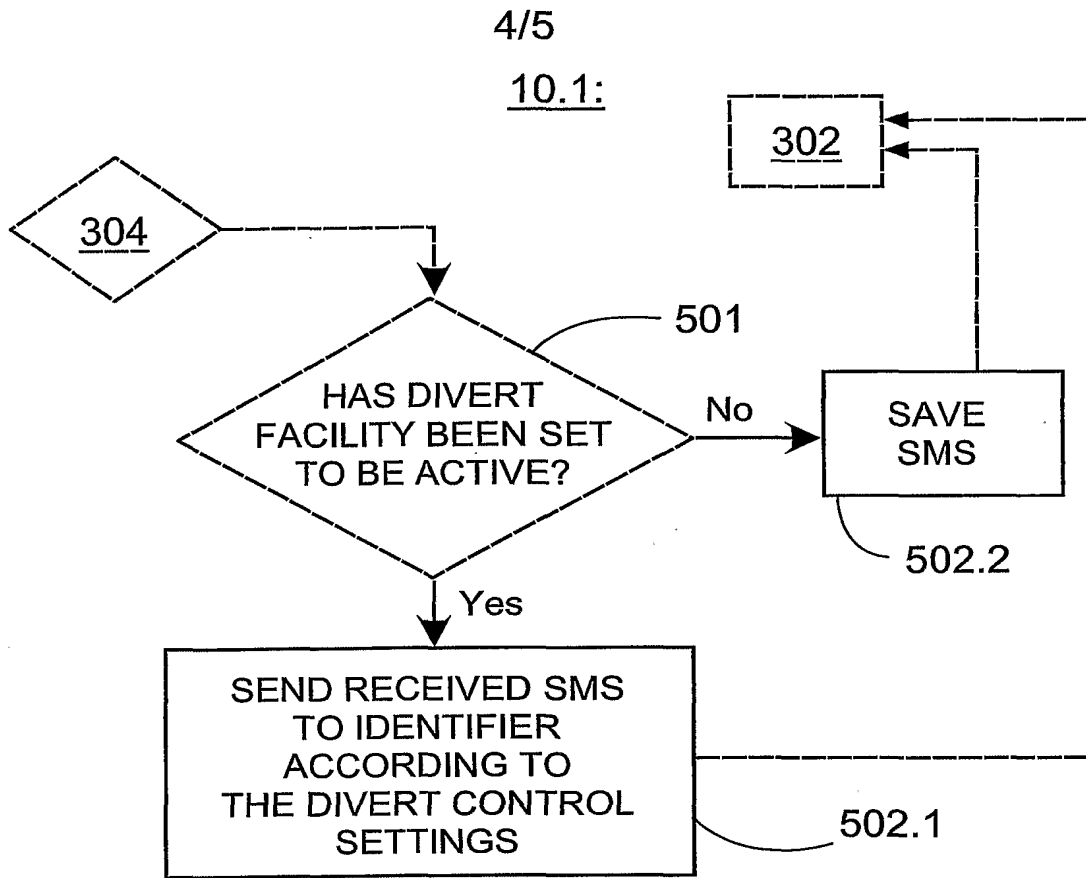 4/5
10.1:
302
304
501
HAS DIVERT
FACILITY BEEN SET
TO BE ACTIVE?
No
SAVE
SMS
502.2
Yes
SEND RECEIVED SMS
TO IDENTIFIER
ACCORDING TO
THE DIVERT CONTROL
SETTINGS
502.1